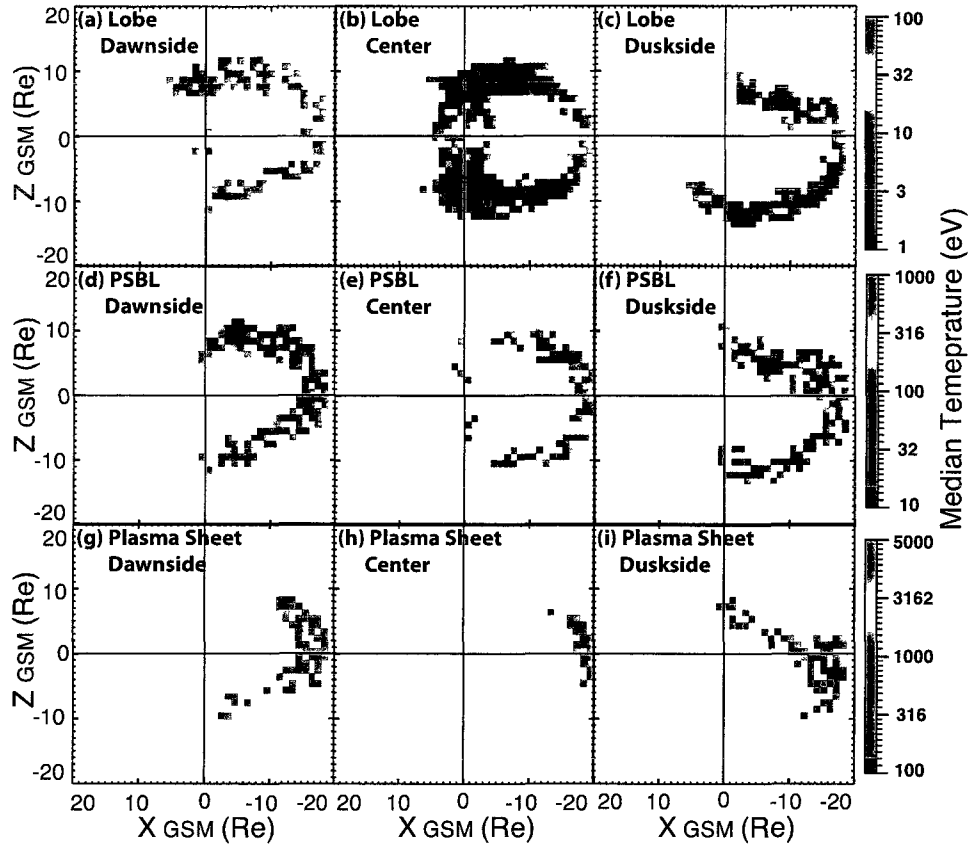 (a) Lobe
Dawnside
(b) Lobe
Center
(c) Lobe
Duskside
20
10
0
-10
-20
Z GSM (Re)
100
32
10
3
1
(d) PSBL
Dawnside
(e) PSBL
Center
(f) PSBL
Duskside
20
10
0
-10
-20
Z GSM (Re)
1000
316
100
32
10
Median Temeprature (eV)
(g) Plasma Sheet
Dawnside
(h) Plasma Sheet
Center
(i) Plasma Sheet
Duskside
20
10
0
-10
-20
Z GSM (Re)
5000
3162
1000
316
100
20 10 0 -10 -20 20 10 0 -10 -20 20 10 0 -10 -20
X GSM (Re) X GSM (Re) X GSM (Re)